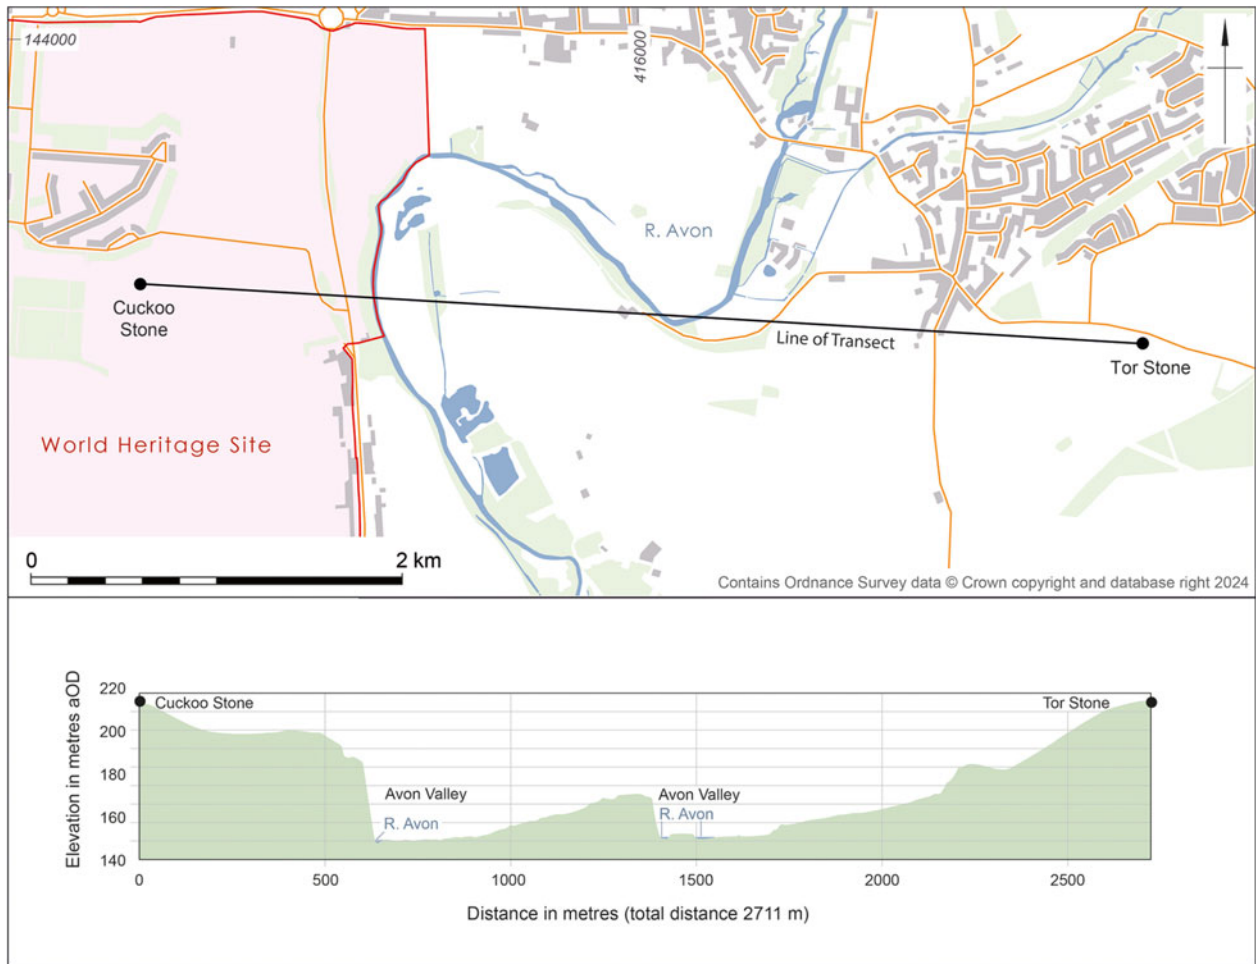 144000
416000
R. Avon
Cuckoo
Stone
Line of Transect
Tor Stone
World Heritage Site
0 2 km
Contains Ordnance Survey data © Crown copyright and database right 2024
Elevation in metres aOD
220
200
180
160
140
Cuckoo Stone
Tor Stone
Avon Valley
R. Avon
Avon Valley
R. Avon
0 500 1000 1500 2000 2500
Distance in metres (total distance 2711 m)